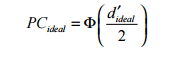 PC_ideal = Φ(d′_ideal / 2)